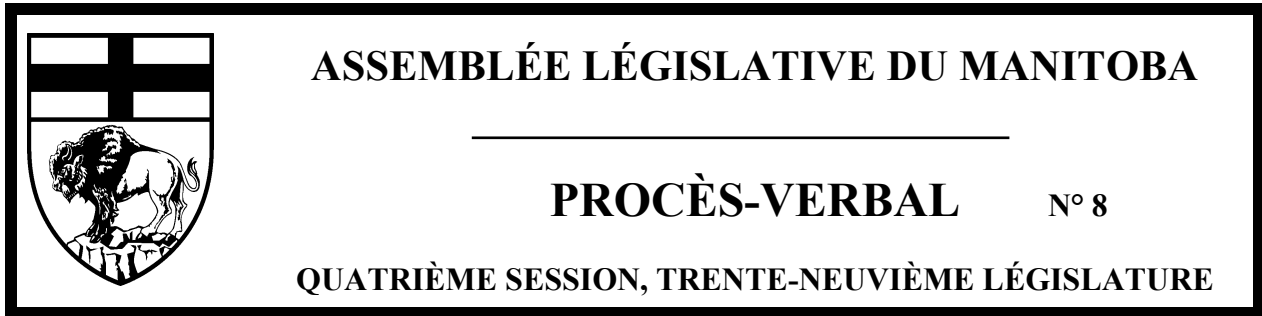 ASSEMBLÉE LÉGISLATIVE DU MANITOBA
PROCÈS-VERBAL N° 8
QUATRIÈME SESSION, TRENTE-NEUVIÈME LÉGISLATURE